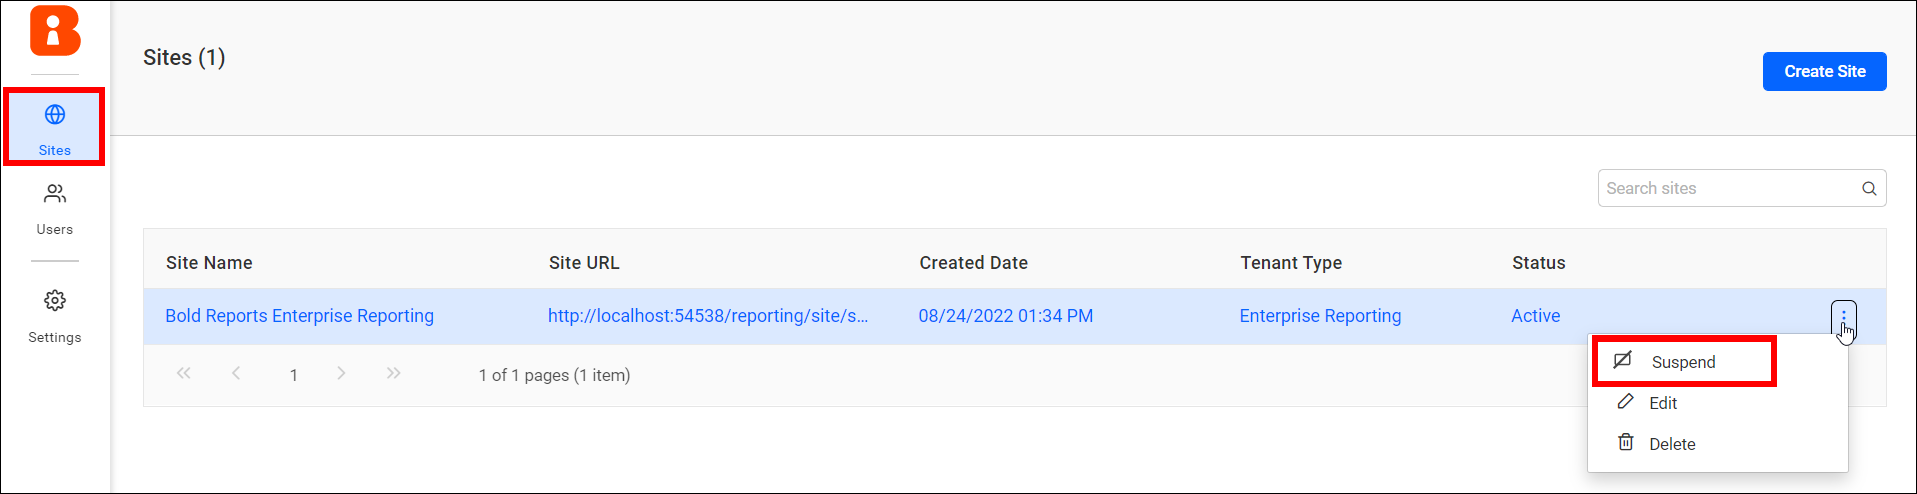 Sites (1)
Create Site
Sites
Users
Settings
Search sites
Site Name Site URL Created Date Tenant Type Status
Bold Reports Enterprise Reporting http://localhost:54538/reporting/site/s... 08/24/2022 01:34 PM Enterprise Reporting Active
1 1 of 1 pages (1 item)
Suspend
Edit
Delete